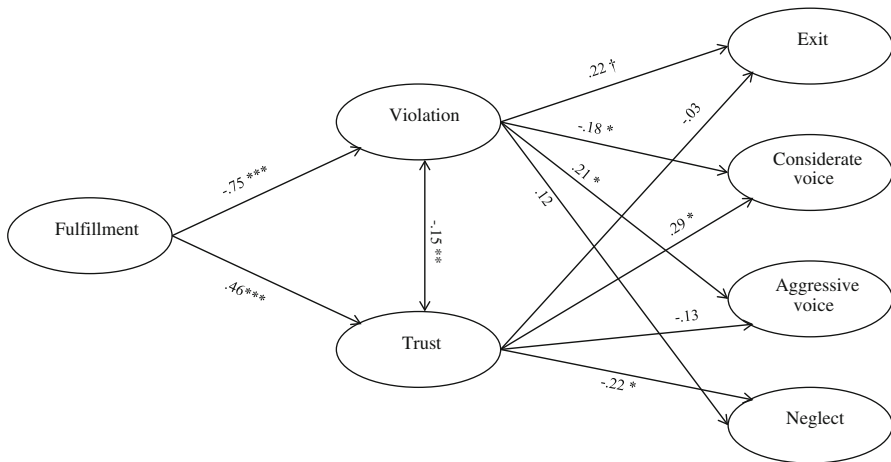 Exit
.22 †
-.03
Violation
-.18 *
Considerate
voice
.21 *
-.75 ***
.12
Fulfillment
-.15 **
.29 *
.46***
Aggressive
voice
-.13
Trust
-.22 *
Neglect